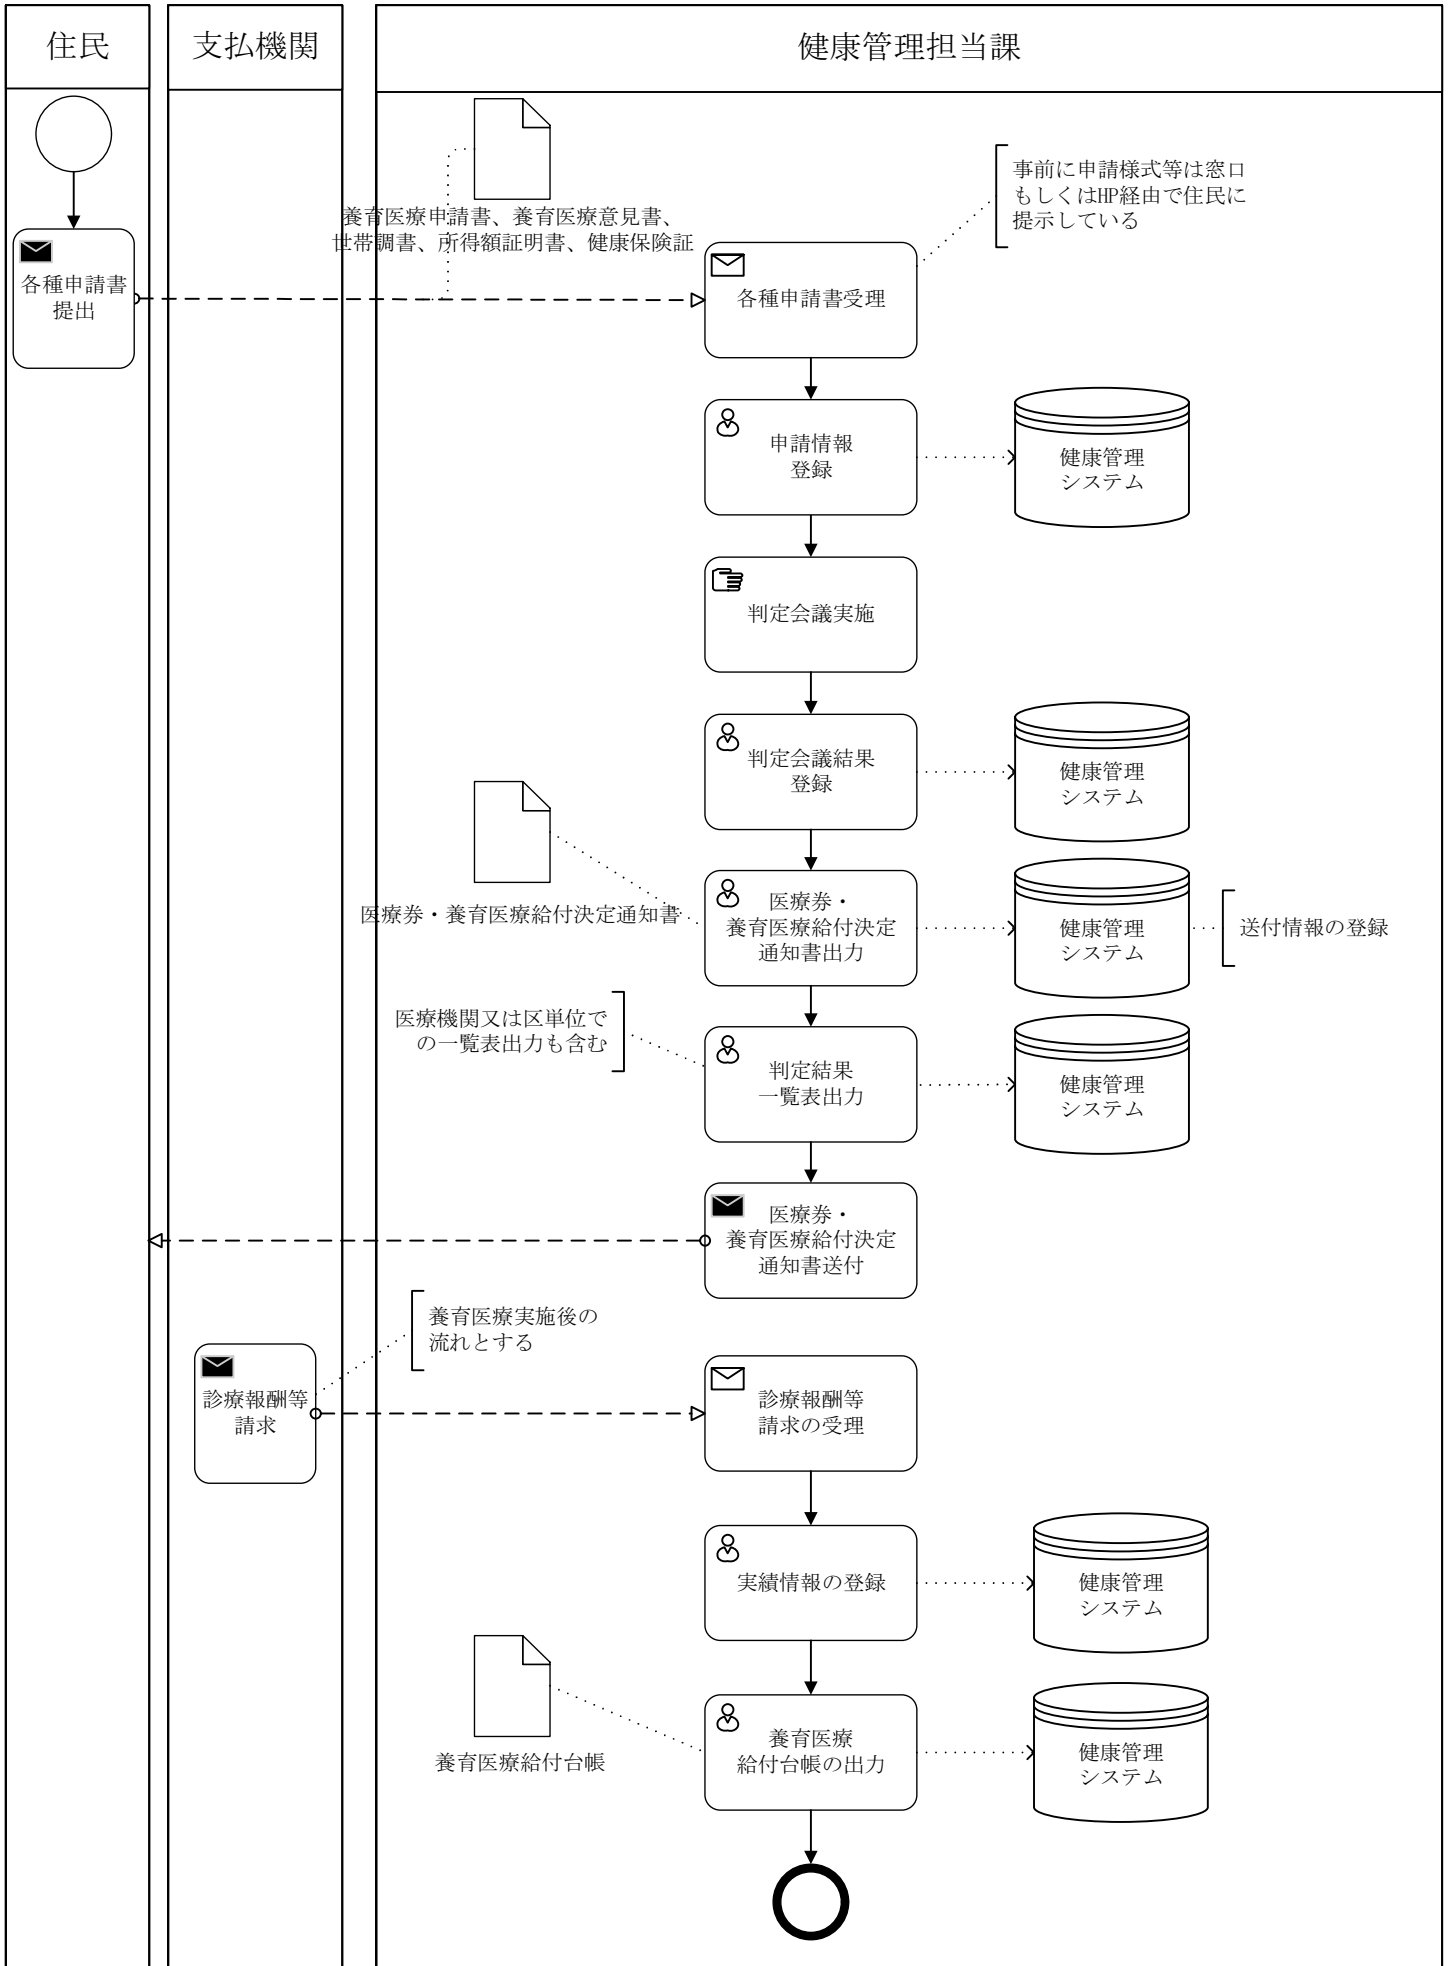 住民
支払機関
健康管理担当課
事前に申請様式等は窓口
もしくはHP経由で住民に
提示している
養育医療申請書、養育医療意見書、
世帯調書、所得額証明書、健康保険証
各種申請書
提出
各種申請書受理
申請情報
登録
健康管理
システム
判定会議実施
判定会議結果
登録
健康管理
システム
医療券・養育医療給付決定通知書
医療券・
養育医療給付決定
通知書出力
健康管理
システム
送付情報の登録
医療機関又は区単位で
の一覧表出力も含む
判定結果
一覧表出力
健康管理
システム
医療券・
養育医療給付決定
通知書送付
養育医療実施後の
流れとする
診療報酬等
請求
診療報酬等
請求の受理
実績情報の登録
健康管理
システム
養育医療給付台帳
養育医療
給付台帳の出力
健康管理
システム